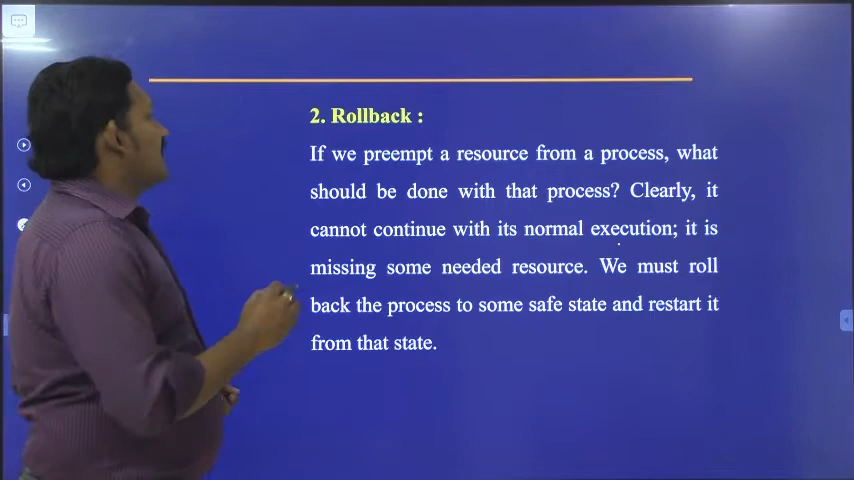 2. Rollback :
If we preempt a resource from a process, what
should be done with that process? Clearly, it
cannot continue with its normal execution; it is
missing some needed resource. We must roll
back the process to some safe state and restart it
from that state.